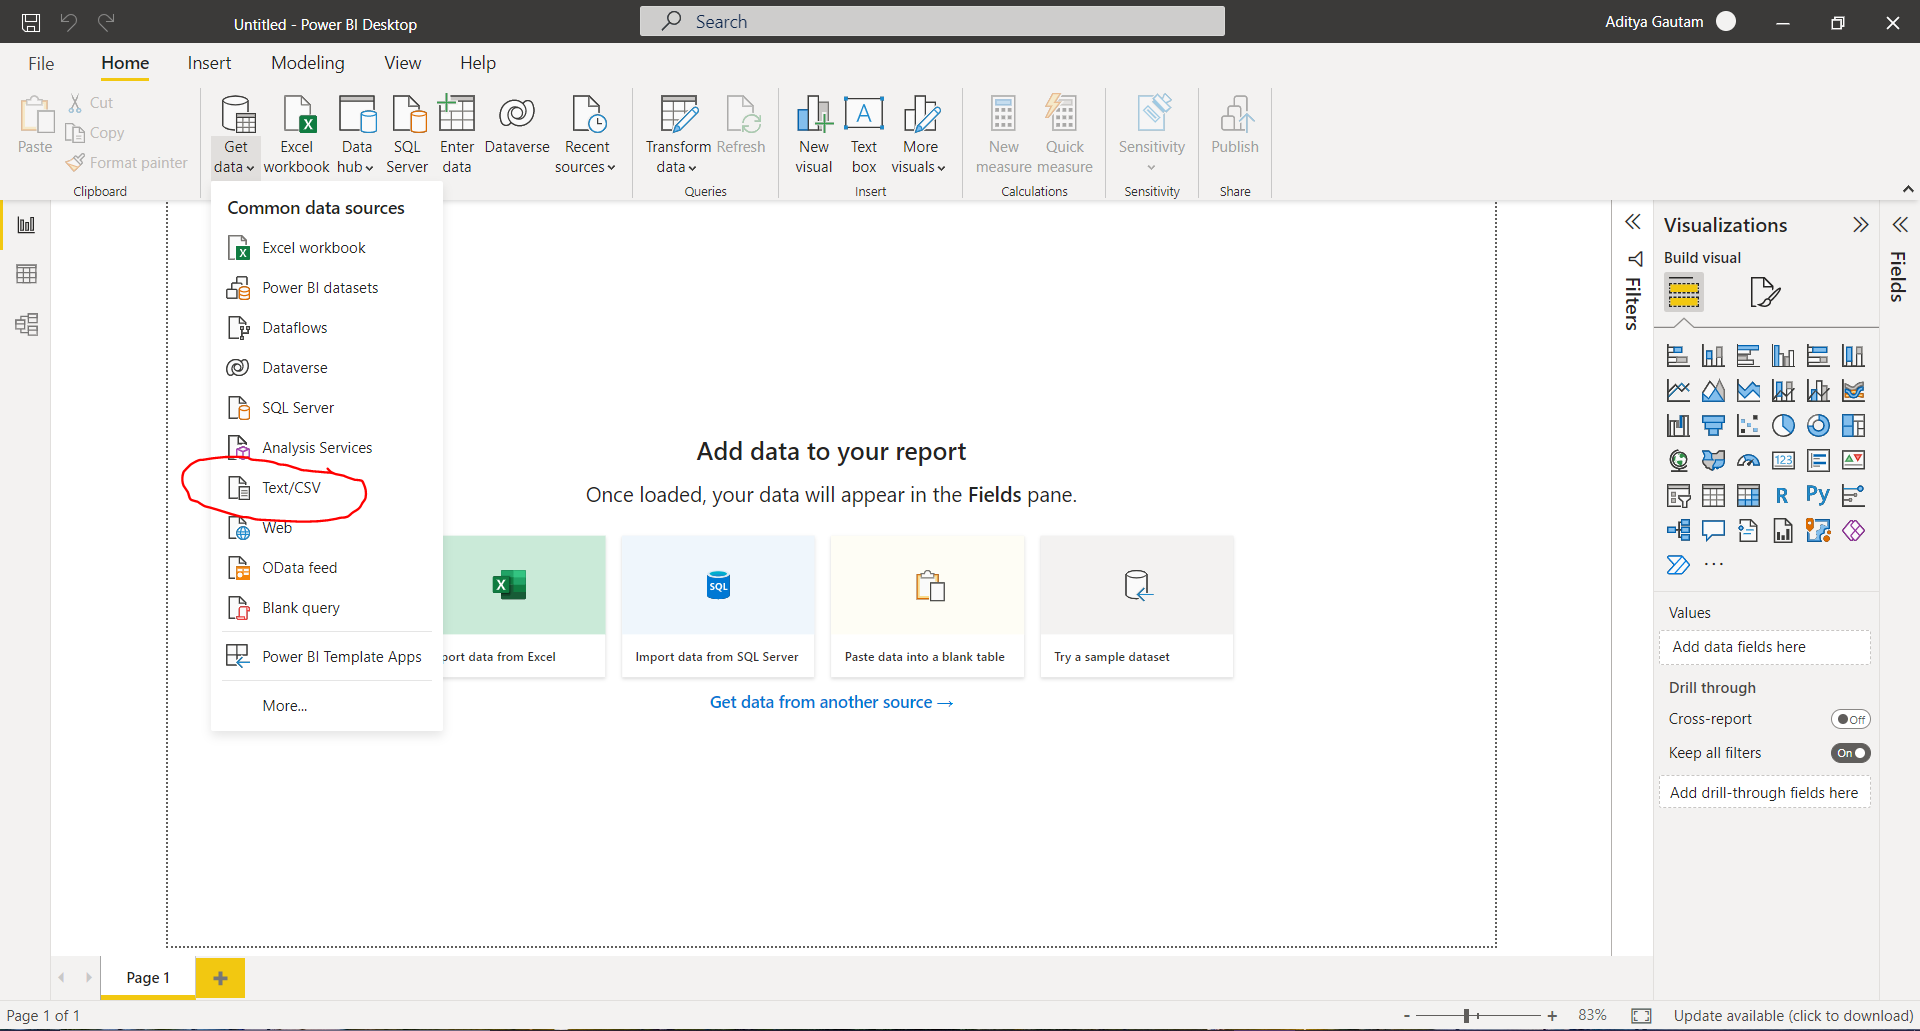 Untitled - Power BI Desktop
Search
Aditya Gautam
File
Home
Insert
Modeling
View
Help
Paste
Cut
Copy
Format painter
Clipboard
Get data
Excel workbook
Data hub
SQL Server
Enter data
Dataverse
Recent sources
Transform data
Refresh
Queries
New visual
Text box
More visuals
Insert
New measure
Quick measure
Calculations
Sensitivity
Sensitivity
Publish
Share
Common data sources
Excel workbook
Power BI datasets
Dataflows
Dataverse
SQL Server
Analysis Services
Text/CSV
Web
OData feed
Blank query
Power BI Template Apps
More...
Add data to your report
Once loaded, your data will appear in the Fields pane.
SQL
port data from Excel
Import data from SQL Server
Paste data into a blank table
Try a sample dataset
Get data from another source →
Filters
Visualizations
Build visual
123
R
Py
...
Values
Add data fields here
Drill through
Cross-report
Off
Keep all filters
On
Add drill-through fields here
Fields
Page 1
+
Page 1 of 1
- + 83%
Update available (click to download)